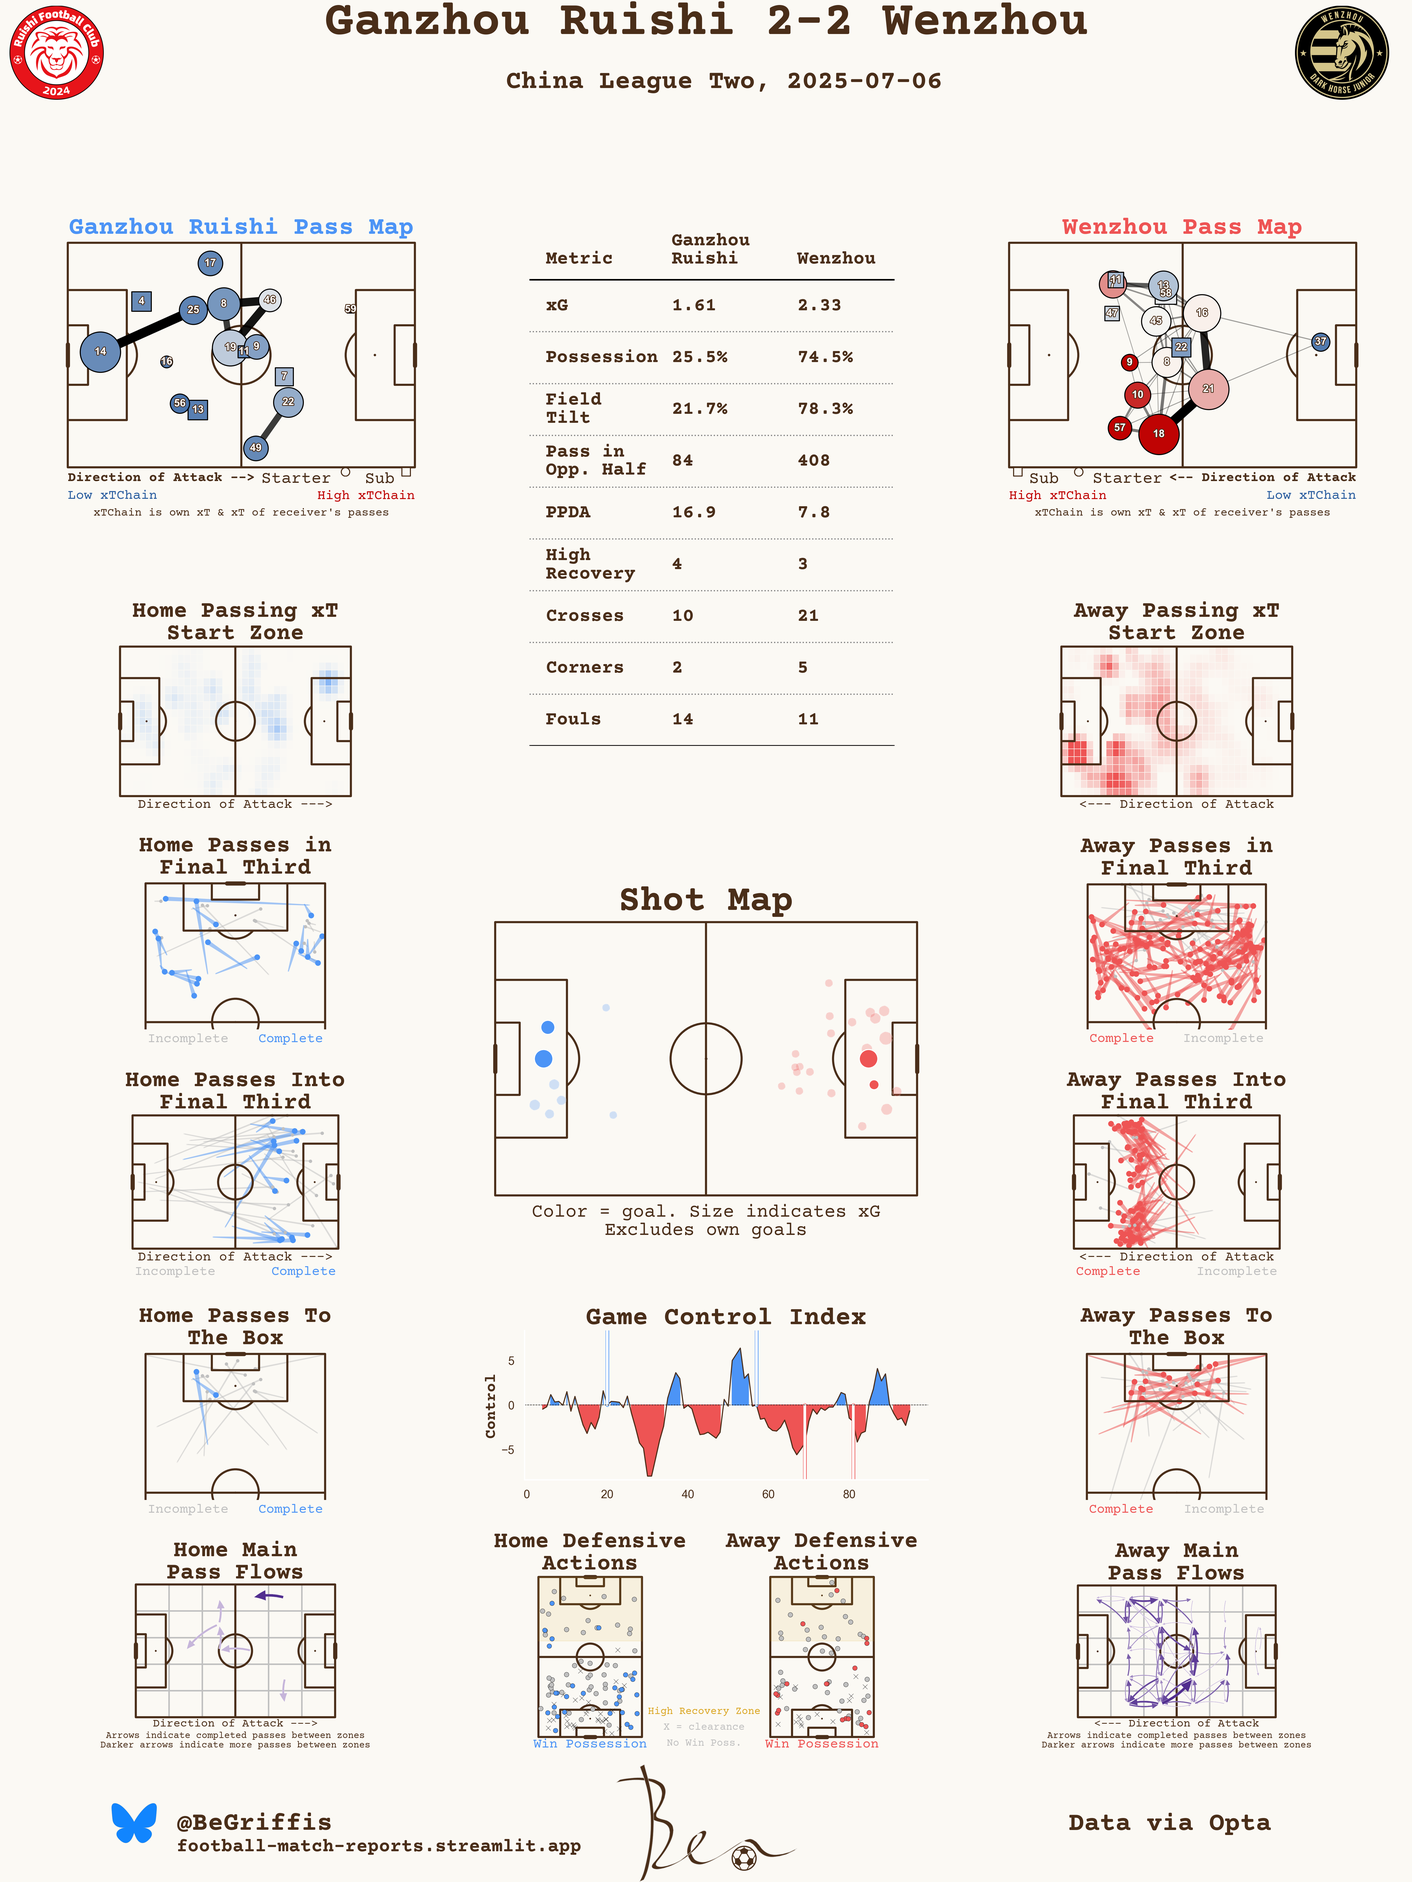 Ganzhou Ruishi 2-2 Wenzhou
China League Two, 2025-07-06
Ruishi Football Club
2024
WENZHOU
DARK HORSE JUNIOR
Ganzhou Ruishi Pass Map
17
4
25
8
46
59
14
16
19
11
9
7
56
13
22
49
Direction of Attack --> Starter Sub
Low xTChain High xTChain
xTChain is own xT & xT of receiver's passes
Metric Ganzhou Ruishi Wenzhou
xG 1.61 2.33
Possession 25.5% 74.5%
Field Tilt 21.7% 78.3%
Pass in Opp. Half 84 408
PPDA 16.9 7.8
High Recovery 4 3
Crosses 10 21
Corners 2 5
Fouls 14 11
Wenzhou Pass Map
11
13
58
47
45
16
22
37
9
8
10
21
57
18
Sub Starter <-- Direction of Attack
High xTChain Low xTChain
xTChain is own xT & xT of receiver's passes
Home Passing xT
Start Zone
Direction of Attack --->
Away Passing xT
Start Zone
<--- Direction of Attack
Home Passes in
Final Third
Incomplete Complete
Away Passes in
Final Third
Complete Incomplete
Shot Map
Color = goal. Size indicates xG
Excludes own goals
Home Passes Into
Final Third
Direction of Attack --->
Incomplete Complete
Away Passes Into
Final Third
<--- Direction of Attack
Complete Incomplete
Home Passes To
The Box
Incomplete Complete
Game Control Index
Control
5
0
−5
0 20 40 60 80
Away Passes To
The Box
Complete Incomplete
Home Main
Pass Flows
Direction of Attack --->
Arrows indicate completed passes between zones
Darker arrows indicate more passes between zones
Home Defensive
Actions
Win Possession
High Recovery Zone
X = clearance
No Win Poss.
Away Defensive
Actions
Win Possession
Away Main
Pass Flows
<--- Direction of Attack
Arrows indicate completed passes between zones
Darker arrows indicate more passes between zones
@BeGriffis
football-match-reports.streamlit.app
Ben
Data via Opta